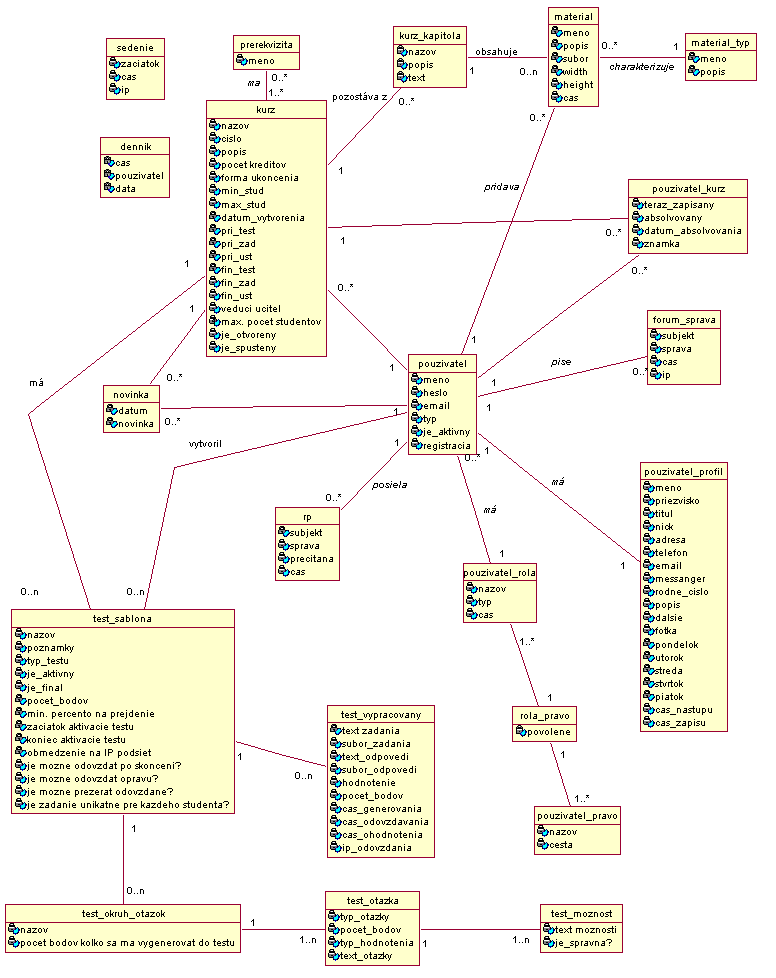 sedenie
zaciatok
cas
ip
prerekvizita
meno
ma
0..*
1..*
kurz_kapitola
nazov
popis
text
obsahuje
1
0..n
material
meno
popis
subor
width
height
cas
0..*
1
charakterizuje
material_typ
meno
popis
dennik
cas
pouzivatel
data
kurz
nazov
cislo
popis
pocet kreditov
forma ukoncenia
min_stud
max_stud
datum_vytvorenia
pri_test
pri_zad
pri_ust
fin_test
fin_zad
fin_ust
veduci ucitel
max. pocet studentov
je_otvoreny
je_spusteny
pozostáva z
0..*
1
0..*
pridava
1
pouzivatel_kurz
teraz_zapisany
absolvovany
datum_absolvovania
znamka
1
0..*
0..*
1
0..*
1
forum_sprava
subjekt
sprava
cas
ip
pise
0..*
1
pouzivatel
meno
heslo
email
typ
je_aktivny
registracia
1
má
1
0..*
novinka
datum
novinka
0..*
1
vytvoril
0..n
0..n
1
posiela
0..*
rp
subjekt
sprava
precitana
cas
0..*
má
1
1
má
1
pouzivatel_profil
meno
priezvisko
titul
nick
adresa
telefon
email
messanger
rodne_cislo
popis
dalsie
fotka
pondelok
utorok
streda
stvrtok
piatok
cas_nastupu
cas_zapisu
pouzivatel_rola
nazov
typ
cas
1..*
1
rola_pravo
povolene
1
1..*
pouzivatel_pravo
nazov
cesta
test_sablona
nazov
poznamky
typ_testu
je_aktivny
je_final
pocet_bodov
min. percento na prejdenie
zaciatok aktivacie testu
koniec aktivacie testu
obmedzenie na IP podsiet
je mozne odovzdat po skonceni?
je mozne odovzdat opravu?
je mozne prezerat odovzdane?
je zadanie unikatne pre kazdeho studenta?
1
0..n
test_vypracovany
text zadania
subor_zadania
text_odpovedi
subor_odpovedi
hodnotenie
pocet_bodov
cas_generovania
cas_odovzdavania
cas_ohodnotenia
ip_odovzdania
1
0..n
test_okruh_otazok
nazov
pocet bodov kolko sa ma vygenerovat do testu
1
1..n
test_otazka
typ_otazky
pocet_bodov
typ_hodnotenia
text_otazky
1
1..n
test_moznost
text moznosti
je_spravna?